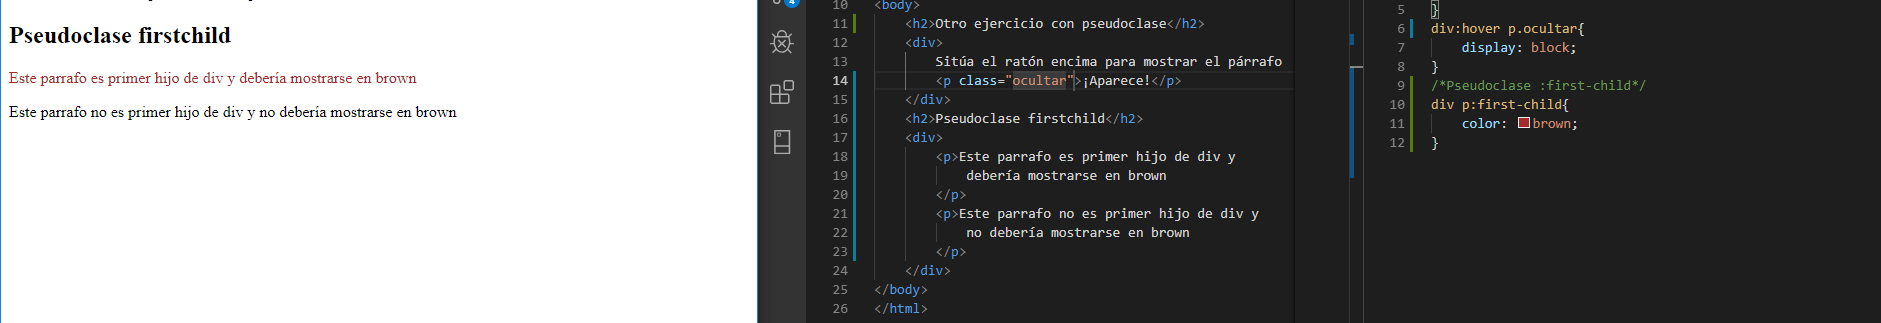 Pseudoclase firstchild
Este parrafo es primer hijo de div y debería mostrarse en brown
Este parrafo no es primer hijo de div y no debería mostrarse en brown
4
10 <body>
11 <h2>Otro ejercicio con pseudoclase</h2>
12 <div>
13 Sitúa el ratón encima para mostrar el párrafo
14 <p class="ocultar">¡Aparece!</p>
15 </div>
16 <h2>Pseudoclase firstchild</h2>
17 <div>
18 <p>Este parrafo es primer hijo de div y
19 debería mostrarse en brown
20 </p>
21 <p>Este parrafo no es primer hijo de div y
22 no debería mostrarse en brown
23 </p>
24 </div>
25 </body>
26 </html>
5 }
6 div:hover p.ocultar{
7 display: block;
8 }
9 /*Pseudoclase :first-child*/
10 div p:first-child{
11 color: brown;
12 }